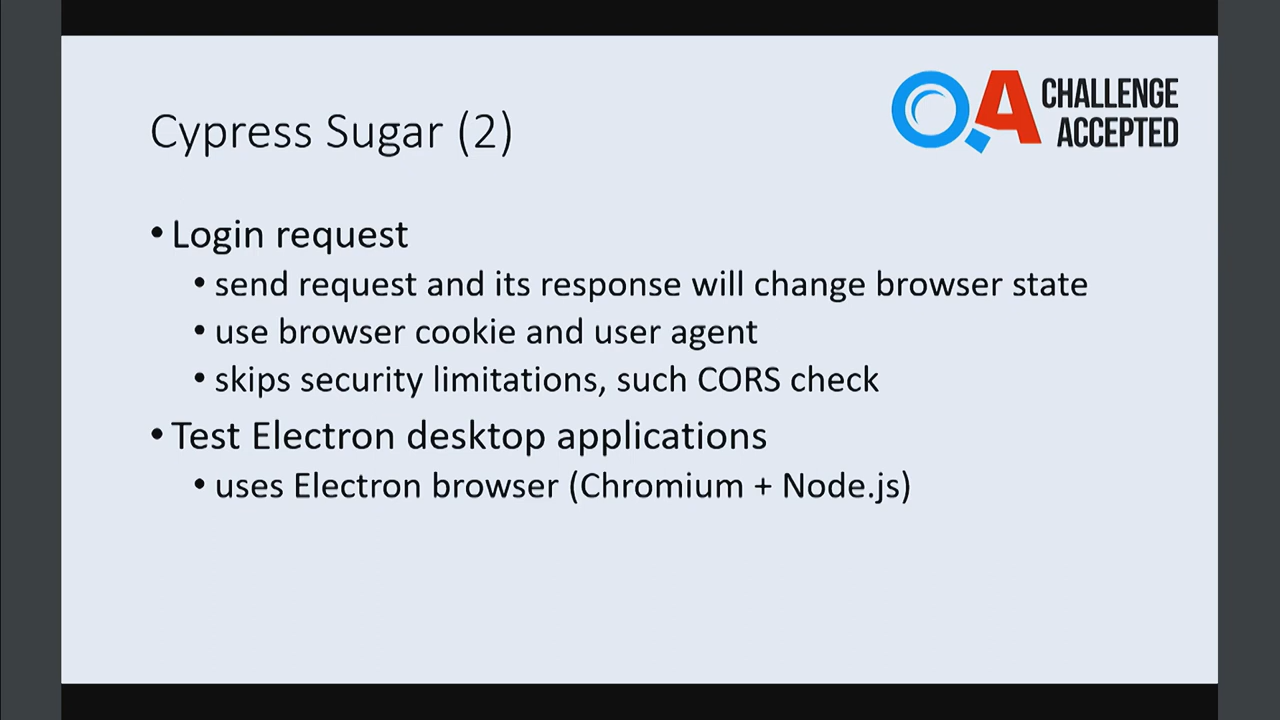 QA CHALLENGE
ACCEPTED
Cypress Sugar (2)
• Login request
• send request and its response will change browser state
• use browser cookie and user agent
• skips security limitations, such CORS check
• Test Electron desktop applications
• uses Electron browser (Chromium + Node.js)